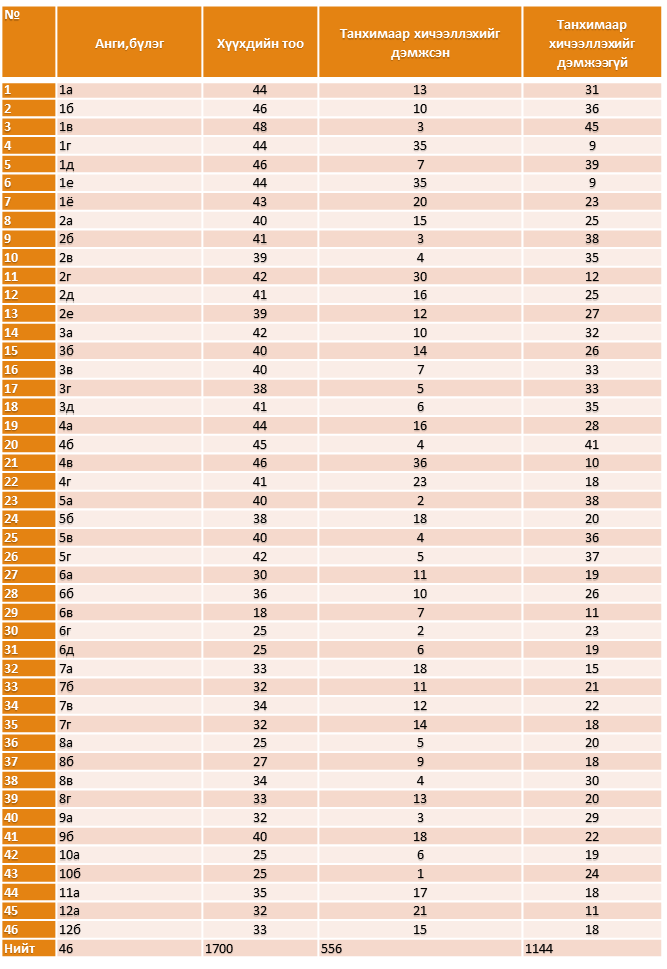 № Анги,бүлэг Хүүхдийн тоо Танхимаар хичээллэхийг дэмжсэн Танхимаар хичээллэхийг дэмжээгүй
1 1а 44 13 31
2 1б 46 10 36
3 1в 48 3 45
4 1г 44 35 9
5 1д 46 7 39
6 1е 44 35 9
7 1ё 43 20 23
8 2а 40 15 25
9 2б 41 3 38
10 2в 39 4 35
11 2г 42 30 12
12 2д 41 16 25
13 2е 39 12 27
14 3а 42 10 32
15 3б 40 14 26
16 3в 40 7 33
17 3г 38 5 33
18 3д 41 6 35
19 4а 44 16 28
20 4б 45 4 41
21 4в 46 36 10
22 4г 41 23 18
23 5а 40 2 38
24 5б 38 18 20
25 5в 40 4 36
26 5г 42 5 37
27 6а 30 11 19
28 6б 36 10 26
29 6в 18 7 11
30 6г 25 2 23
31 6д 25 6 19
32 7а 33 18 15
33 7б 32 11 21
34 7в 34 12 22
35 7г 32 14 18
36 8а 25 5 20
37 8б 27 9 18
38 8в 34 4 30
39 8г 33 13 20
40 9а 32 3 29
41 9б 40 18 22
42 10а 25 6 19
43 10б 25 1 24
44 11а 35 17 18
45 12а 32 21 11
46 12б 33 15 18
Нийт 46 1700 556 1144